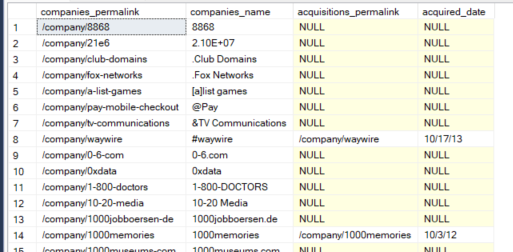 companies_permalink companies_name acquisitions_permalink acquired_date
1 /company/8868 8868 NULL NULL
2 /company/21e6 2.10E+07 NULL NULL
3 /company/club-domains .Club Domains NULL NULL
4 /company/fox-networks .Fox Networks NULL NULL
5 /company/a-list-games [a]list games NULL NULL
6 /company/pay-mobile-checkout @Pay NULL NULL
7 /company/tv-communications &TV Communications NULL NULL
8 /company/waywire #waywire /company/waywire 10/17/13
9 /company/0-6-com 0-6.com NULL NULL
10 /company/0xdata 0xdata NULL NULL
11 /company/1-800-doctors 1-800-DOCTORS NULL NULL
12 /company/10-20-media 10-20 Media NULL NULL
13 /company/1000jobboersen-de 1000jobboersen.de NULL NULL
14 /company/1000memories 1000memories /company/1000memories 10/3/12
15 /company/1000museums-com 1000museums.com NULL NULL